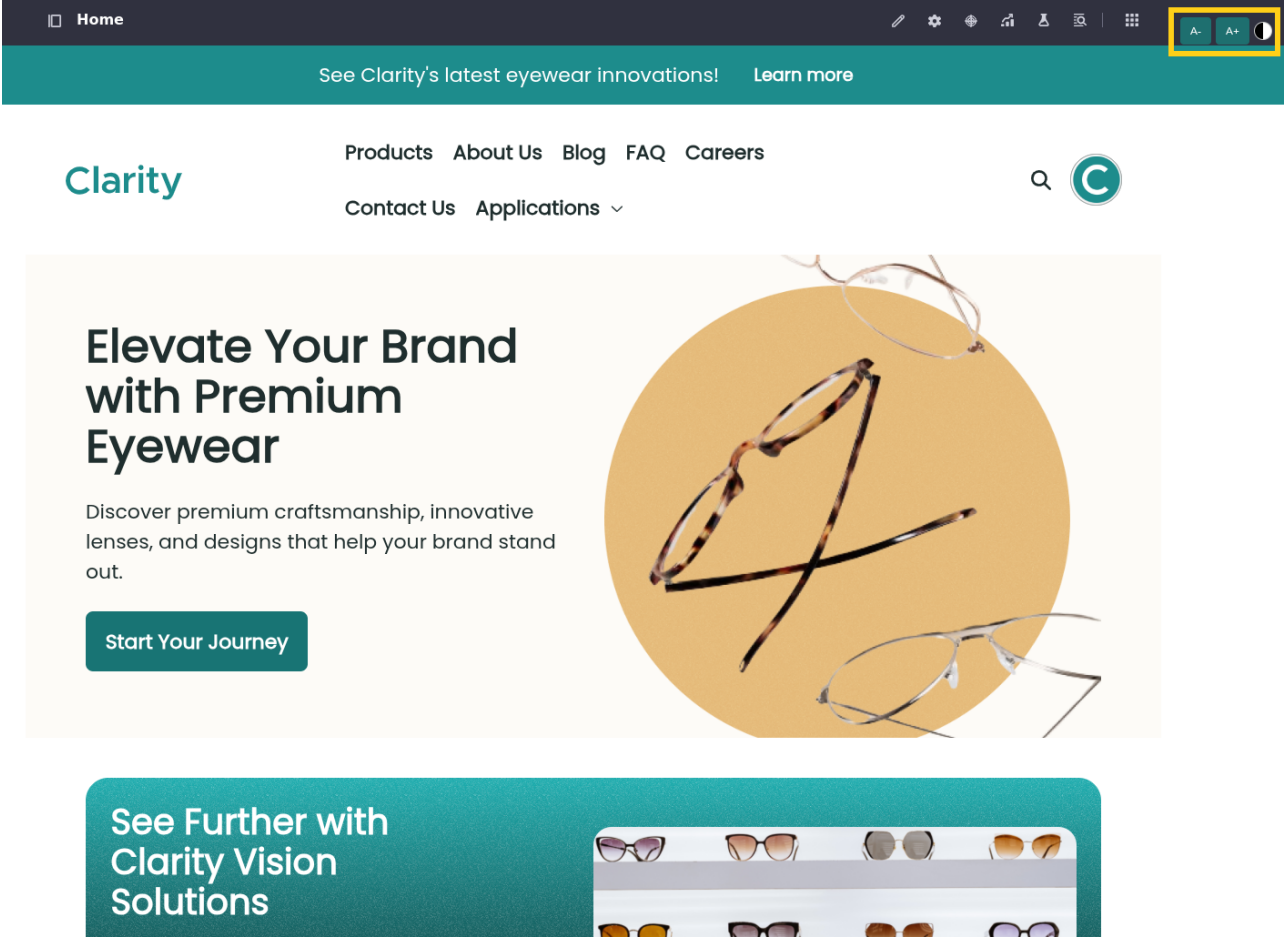 Home
A-
A+
See Clarity's latest eyewear innovations! Learn more
Clarity
Products About Us Blog FAQ Careers
Contact Us Applications
C
Elevate Your Brand
with Premium
Eyewear
Discover premium craftsmanship, innovative
lenses, and designs that help your brand stand
out.
Start Your Journey
See Further with
Clarity Vision
Solutions